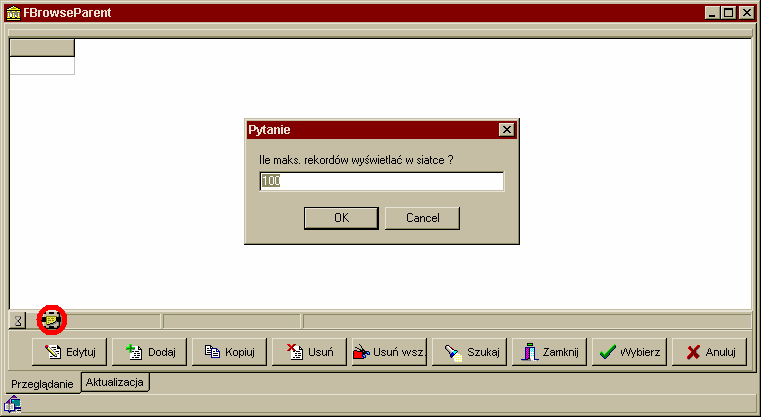 FBrowseParent
Pytanie
Ile maks. rekordów wyświetlać w siatce ?
100
OK Cancel
Edytuj Dodaj Kopiuj Usuń Usuń wsz. Szukaj Zamknij Wybierz Anuluj
Przeglądanie Aktualizacja